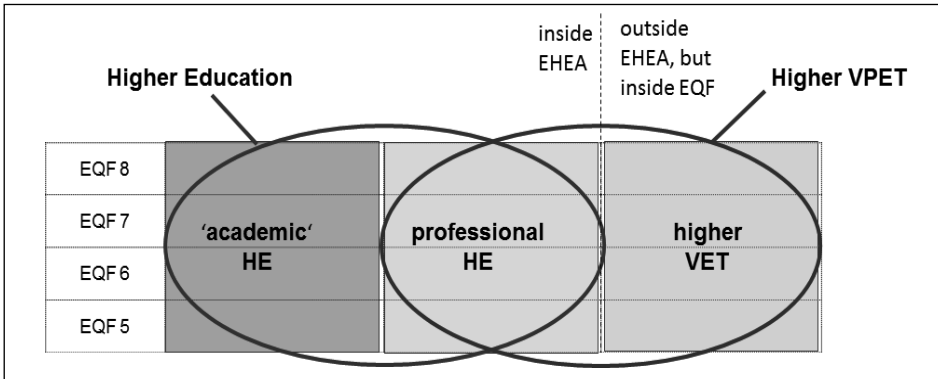 inside
EHEA
outside
EHEA, but
inside EQF
Higher Education
Higher VPET
EQF 8
EQF 7
EQF 6
EQF 5
‘academic‘
HE
professional
HE
higher
VET